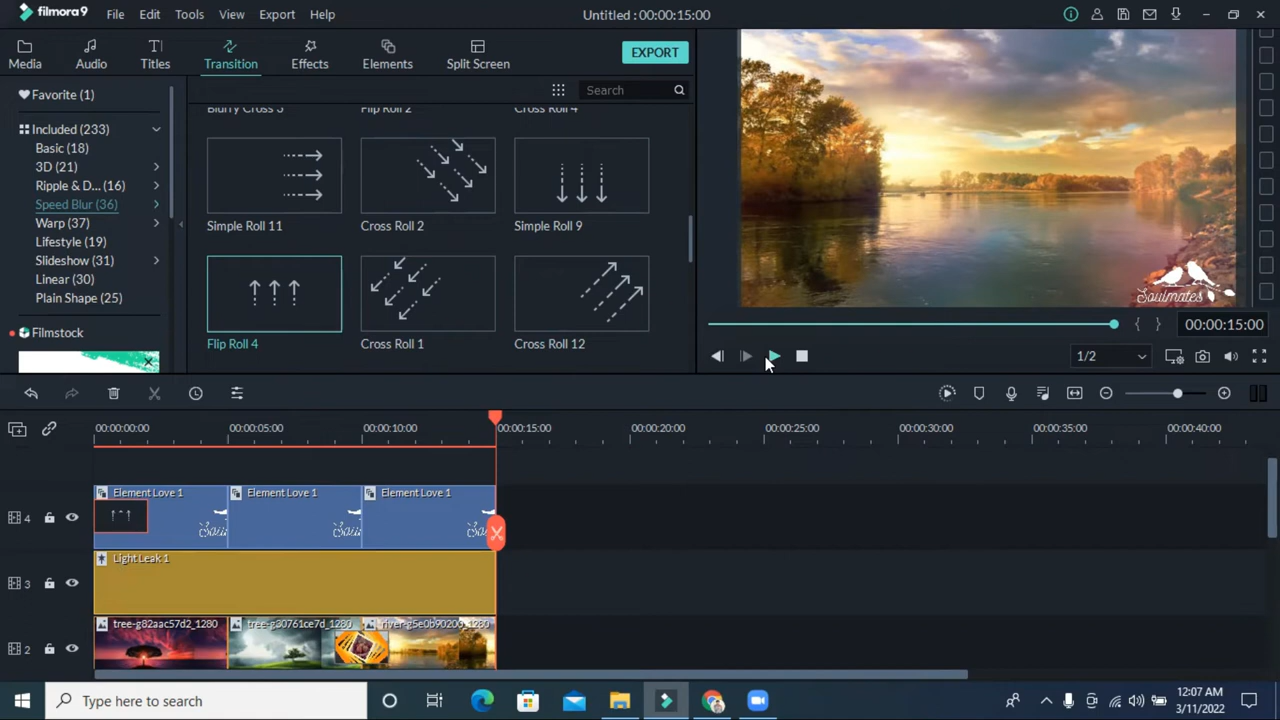 filmora9
File Edit Tools View Export Help
Untitled : 00:00:15:00
Media Audio Titles Transition Effects Elements Split Screen
EXPORT
Favorite (1)
Included (233)
Basic (18)
3D (21)
Ripple & D... (16)
Speed Blur (36)
Warp (37)
Lifestyle (19)
Slideshow (31)
Linear (30)
Plain Shape (25)
Filmstock
Search
Blurry Cross 3 Flip Roll 2 Cross Roll 4
Simple Roll 11 Cross Roll 2 Simple Roll 9
Flip Roll 4 Cross Roll 1 Cross Roll 12
Soulmates
00:00:15:00
1/2
00:00:00:00 00:00:05:00 00:00:10:00 00:00:15:00 00:00:20:00 00:00:25:00 00:00:30:00 00:00:35:00 00:00:40:00
4 Element Love 1 Element Love 1 Element Love 1
Soul Soul Sou
3 Light Leak 1
2 tree-g82aac57d2_1280 tree-g30761ce7d_1280 river-g5e0b90200_1280
Type here to search
12:07 AM
3/11/2022